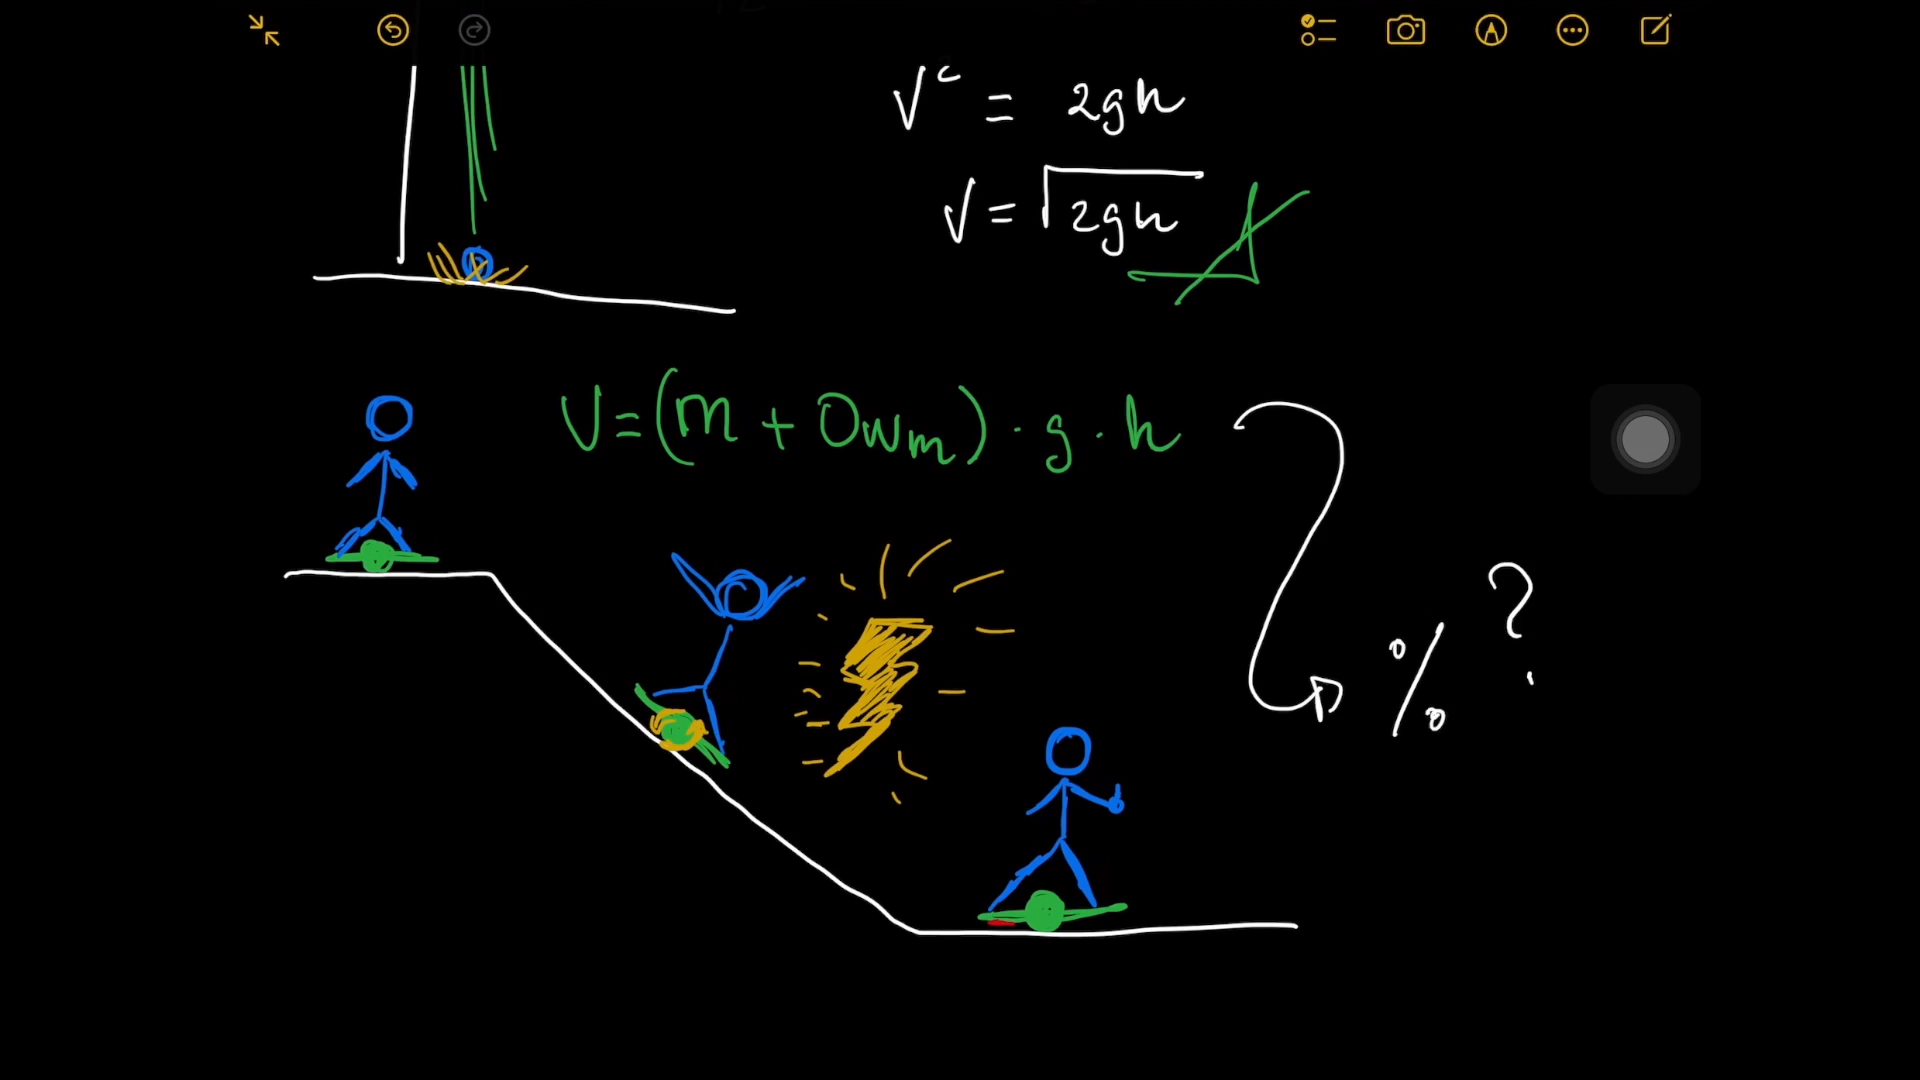 V² = 2gh
V = √2gh
V = (m + Owm) · g · h
% ?